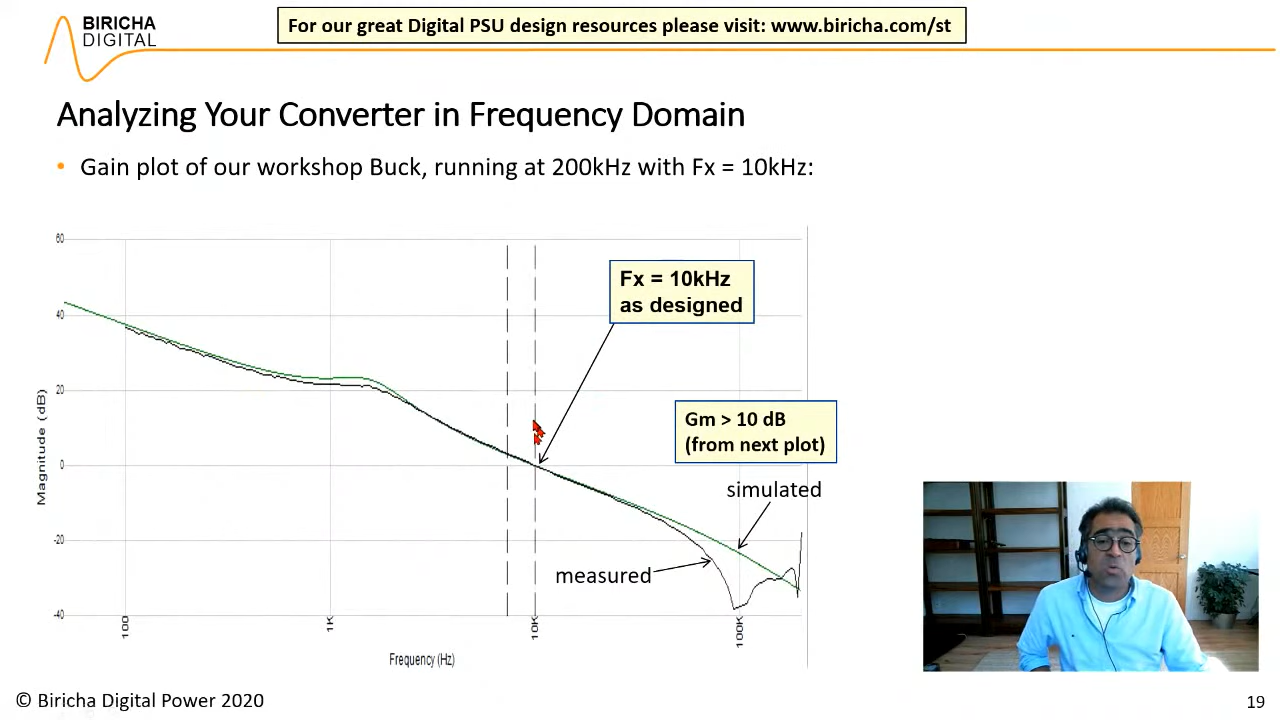 BIRICHA
DIGITAL
For our great Digital PSU design resources please visit: www.biricha.com/st
Analyzing Your Converter in Frequency Domain
• Gain plot of our workshop Buck, running at 200kHz with Fx = 10kHz:
60
40
20
0
-20
-40
Magnitude (dB)
Fx = 10kHz
as designed
Gm > 10 dB
(from next plot)
simulated
measured
100
1K
10K
100K
Frequency (Hz)
© Biricha Digital Power 2020
19